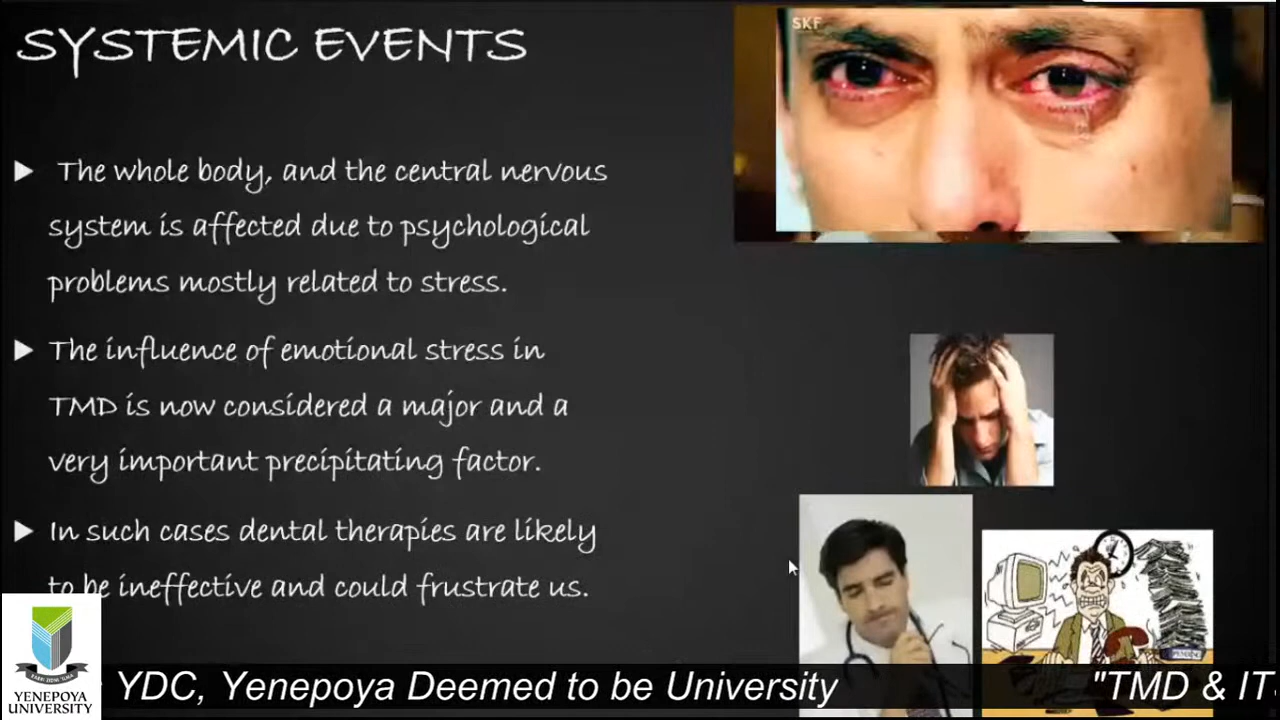 SYSTEMIC EVENTS
SKF
The whole body, and the central nervous
system is affected due to psychological
problems mostly related to stress.
The influence of emotional stress in
TMD is now considered a major and a
very important precipitating factor.
In such cases dental therapies are likely
to be ineffective and could frustrate us.
YENEPOYA
UNIVERSITY
YDC, Yenepoya Deemed to be University
"TMD & IT